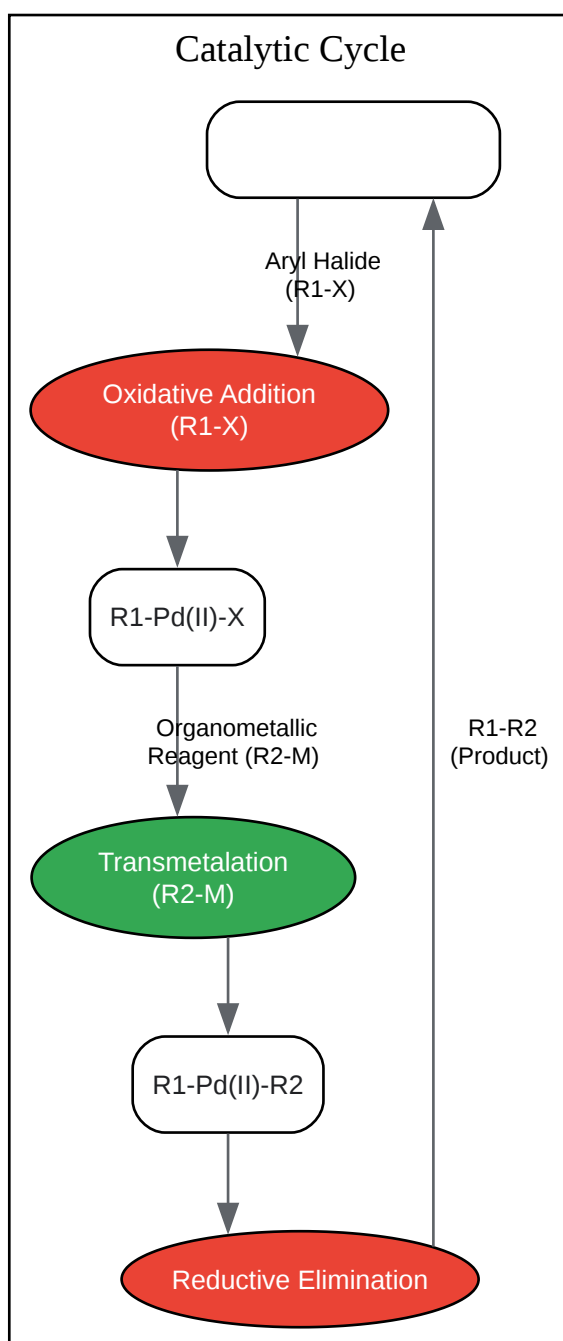 Catalytic Cycle
Aryl Halide
(R1-X)
Oxidative Addition
(R1-X)
R1-Pd(II)-X
Organometallic
Reagent (R2-M)
R1-R2
(Product)
Transmetalation
(R2-M)
R1-Pd(II)-R2
Reductive Elimination